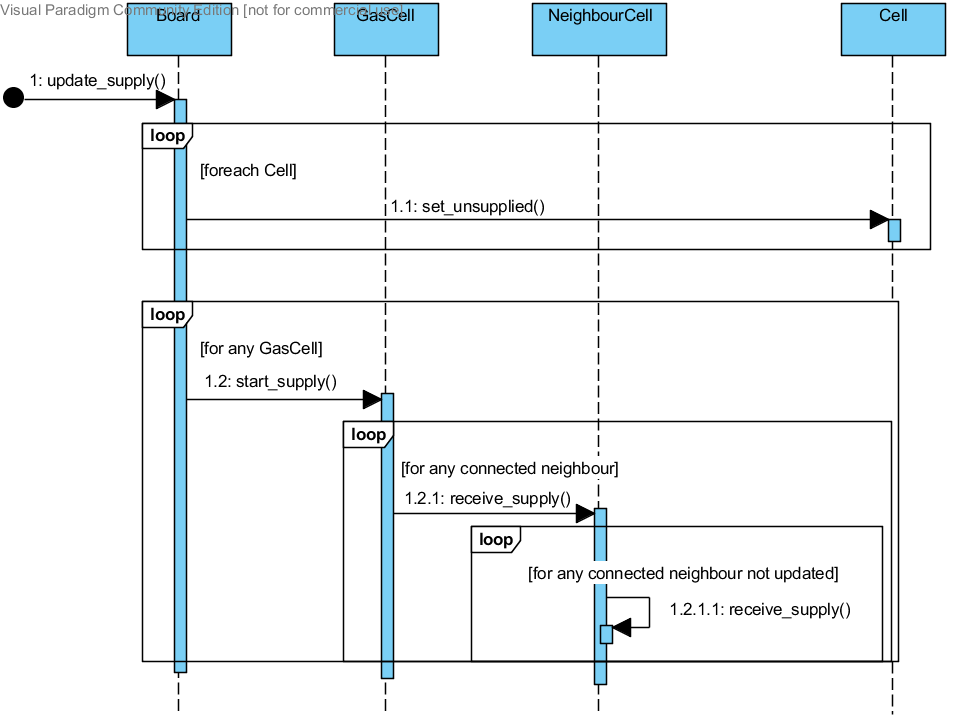 Visual Paradigm Community Edition [not for commercial use]
Board
GasCell
NeighbourCell
Cell
1: update_supply()
loop
[foreach Cell]
1.1: set_unsupplied()
loop
[for any GasCell]
1.2: start_supply()
loop
[for any connected neighbour]
1.2.1: receive_supply()
loop
[for any connected neighbour not updated]
1.2.1.1: receive_supply()